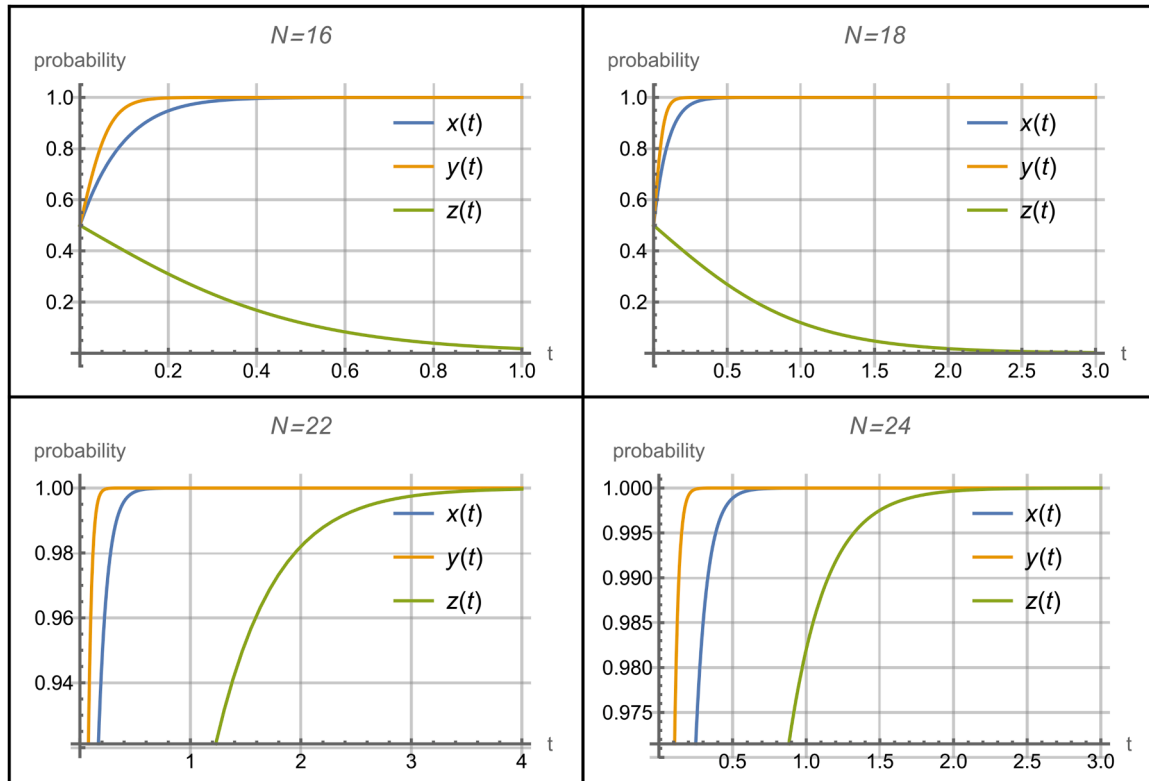 N=16
probability
1.0
0.8
0.6
0.4
0.2
x(t)
y(t)
z(t)
0.2 0.4 0.6 0.8 1.0
t
N=18
probability
1.0
0.8
0.6
0.4
0.2
x(t)
y(t)
z(t)
0.5 1.0 1.5 2.0 2.5 3.0
t
N=22
probability
1.00
0.98
0.96
0.94
x(t)
y(t)
z(t)
1 2 3 4
t
N=24
probability
1.000
0.995
0.990
0.985
0.980
0.975
x(t)
y(t)
z(t)
0.5 1.0 1.5 2.0 2.5 3.0
t